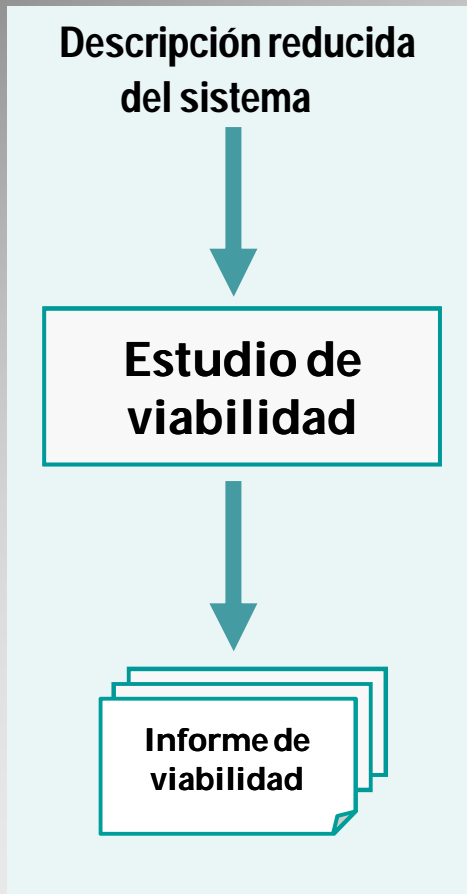 Descripción reducida
del sistema
Estudio de
viabilidad
Informe de
viabilidad